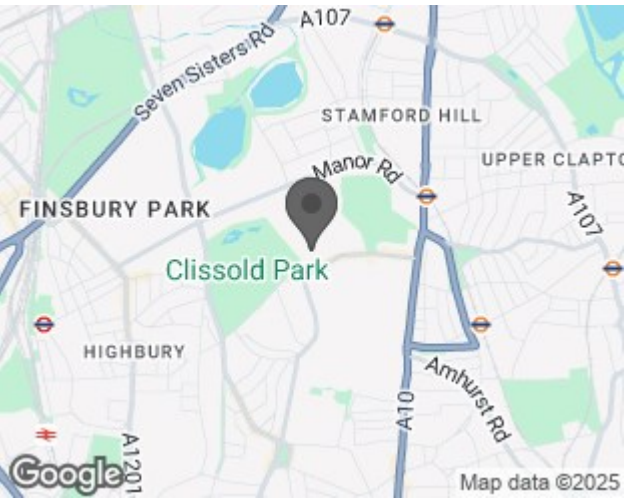 A107
Seven Sisters Rd
STAMFORD HILL
Manor Rd
UPPER CLAPTO
A107
FINSBURY PARK
Clissold Park
HIGHBURY
Amhurst Rd
A10
A1201
Google
Map data ©2025